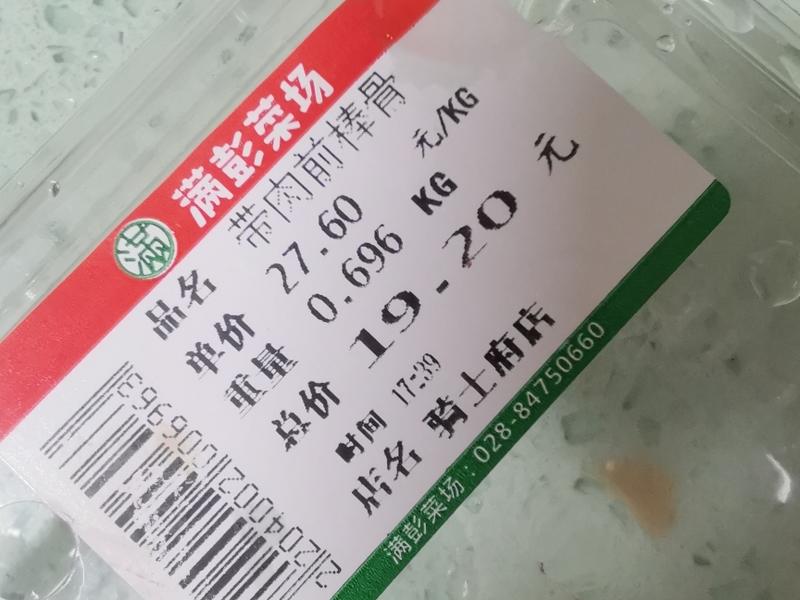 满 满彭菜场
品名 带肉前棒骨
单价 27.60 元/KG
重量 0.696 KG
总价 19.20 元
时间 17:39
店名 骑士府店
满彭菜场:028-84750660